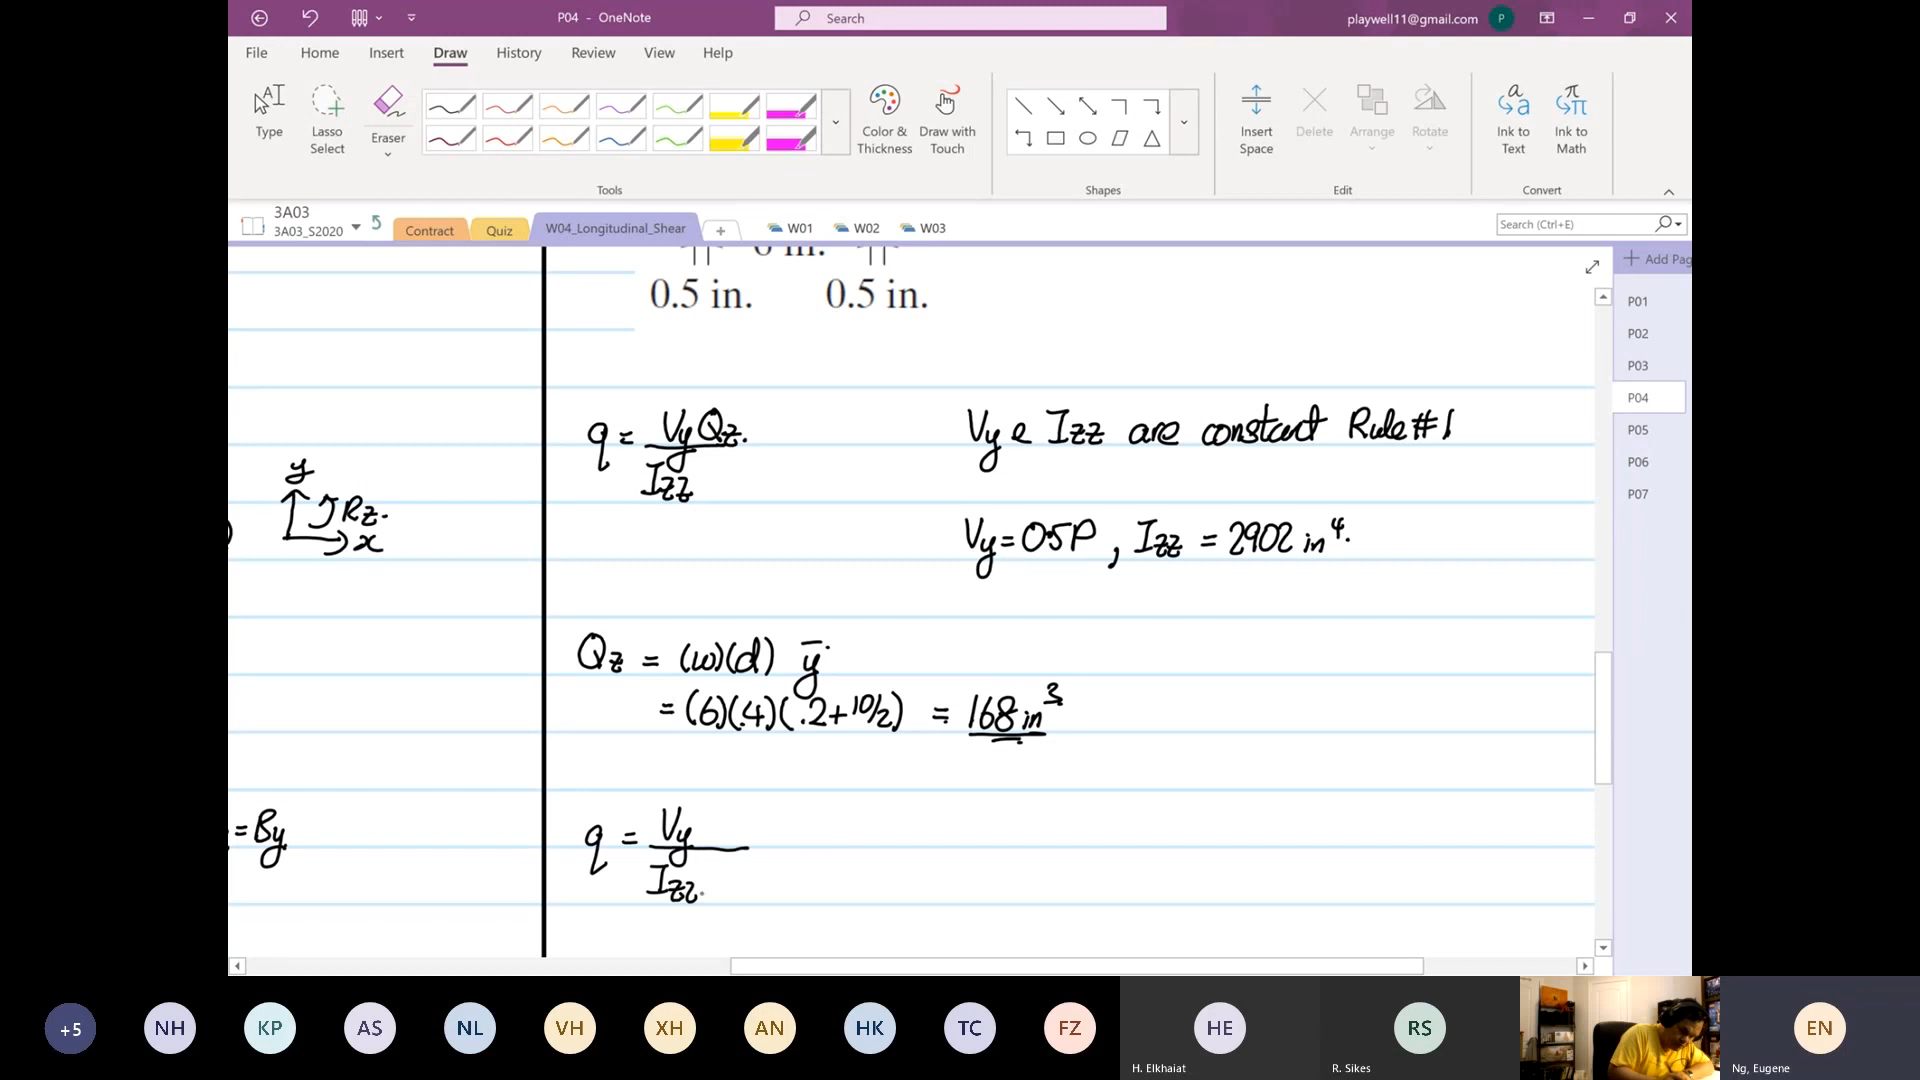 P04 - OneNote
Search
playwell11@gmail.com
P
File Home Insert Draw History Review View Help
Type
Lasso Select
Eraser
Color & Thickness
Draw with Touch
Insert Space
Delete
Arrange
Rotate
Ink to Text
Ink to Math
Tools
Shapes
Edit
Convert
3A03
3A03_S2020
Contract
Quiz
W04_Longitudinal_Shear
W01
W02
W03
Search (Ctrl+E)
Add Pag
P01
P02
P03
P04
P05
P06
P07
0.5 in. 0.5 in.
q = VyQz / Izz
Vy & Izz are constant Rule #1
y
Rz.
x
Vy = 0.5P , Izz = 2902 in⁴.
Qz = (w)(d) ȳ
= (6)(4)(2+10/2) = 168 in³
= By
q = Vy / Izz
+5
NH
KP
AS
NL
VH
XH
AN
HK
TC
FZ
HE
H. Elkhaiat
RS
R. Sikes
EN
Ng, Eugene